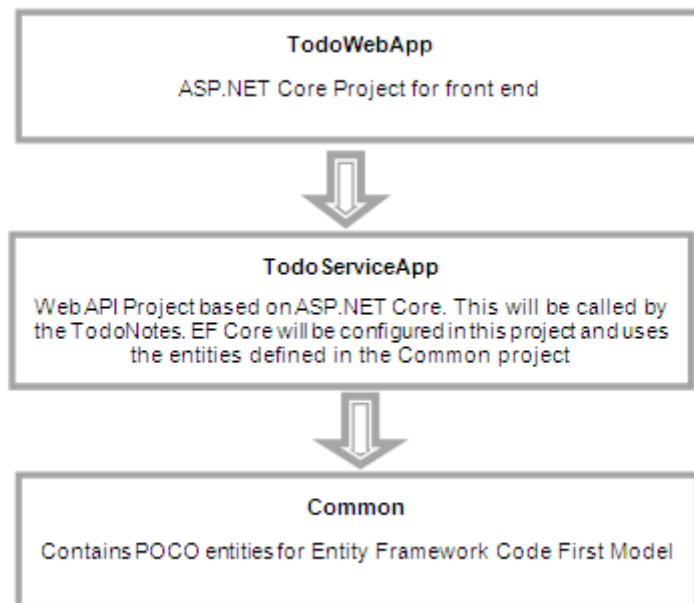 TodoWebApp
ASP.NET Core Project for front end
TodoServiceApp
Web API Project based on ASP.NET Core. This will be called by
the TodoNotes. EF Core will be configured in this project and uses
the entities defined in the Common project
Common
Contains POCO entities for Entity Framework Code First Model